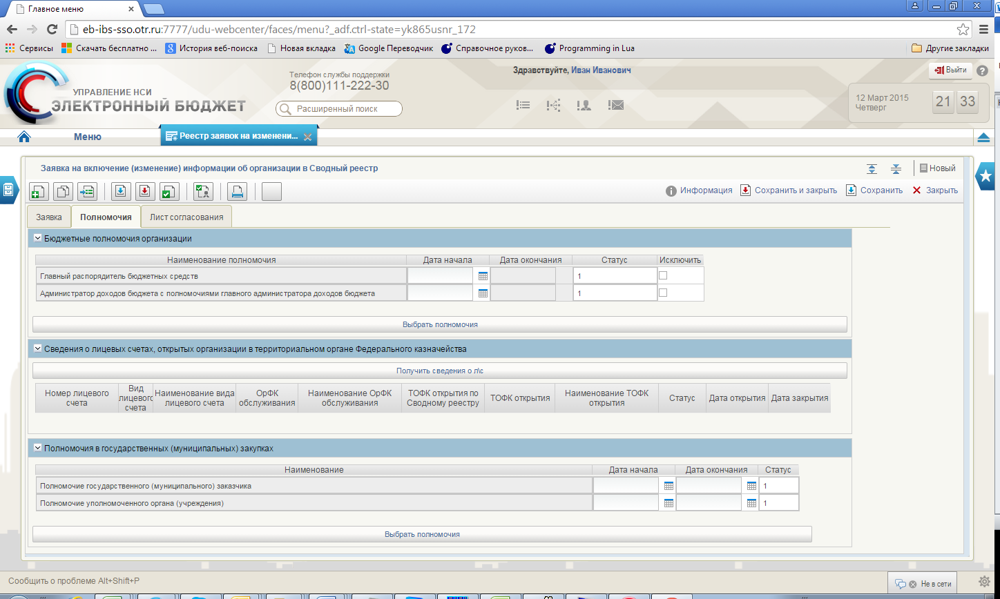 Главное меню
eb-ibs-sso.otr.ru:7777/udu-webcenter/faces/menu?_adf.ctrl-state=yk865usnr_172
Сервисы Скачать бесплатно ... История веб-поиска Новая вкладка Google Переводчик Справочное руков... Programming in Lua Другие закладки
УПРАВЛЕНИЕ НСИ
ЭЛЕКТРОННЫЙ БЮДЖЕТ
Телефон службы поддержки
8(800)111-222-30
Расширенный поиск
Здравствуйте, Иван Иванович
Выйти
12 Март 2015
Четверг
21 33
Меню Реестр заявок на изменени...
Заявка на включение (изменение) информации об организации в Сводный реестр
Новый
Информация Сохранить и закрыть Сохранить Закрыть
Заявка Полномочия Лист согласования
Бюджетные полномочия организации
Наименование полномочия Дата начала Дата окончания Статус Исключить
Главный распорядитель бюджетных средств 1
Администратор доходов бюджета с полномочиями главного администратора доходов бюджета 1
Выбрать полномочия
Сведения о лицевых счетах, открытых организации в территориальном органе Федерального казначейства
Получить сведения о л\с
Номер лицевого счета Вид лицевого счета Наименование вида лицевого счета ОрФК обслуживания Наименование ОрФК обслуживания ТОФК открытия по Сводному реестру ТОФК открытия Наименование ТОФК открытия Статус Дата открытия Дата закрытия
Полномочия в государственных (муниципальных) закупках
Наименование Дата начала Дата окончания Статус
Полномочие государственного (муниципального) заказчика 1
Полномочие уполномоченного органа (учреждения) 1
Выбрать полномочия
Сообщить о проблеме Alt+Shift+P
Не в сети